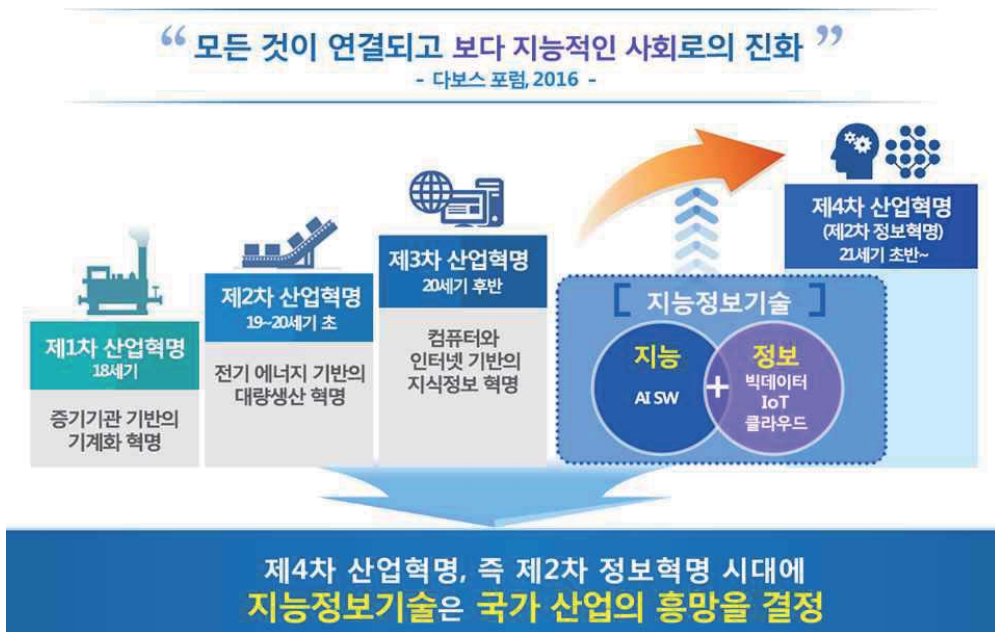 “ 모든 것이 연결되고 보다 지능적인 사회로의 진화 ”
- 다보스 포럼, 2016 -
제1차 산업혁명
18세기
증기기관 기반의
기계화 혁명
제2차 산업혁명
19~20세기 초
전기 에너지 기반의
대량생산 혁명
제3차 산업혁명
20세기 후반
컴퓨터와
인터넷 기반의
지식정보 혁명
[ 지능정보기술 ]
지능
AI SW
+
정보
빅데이터
IoT
클라우드
제4차 산업혁명
(제2차 정보혁명)
21세기 초반~
제4차 산업혁명, 즉 제2차 정보혁명 시대에
지능정보기술은 국가 산업의 흥망을 결정